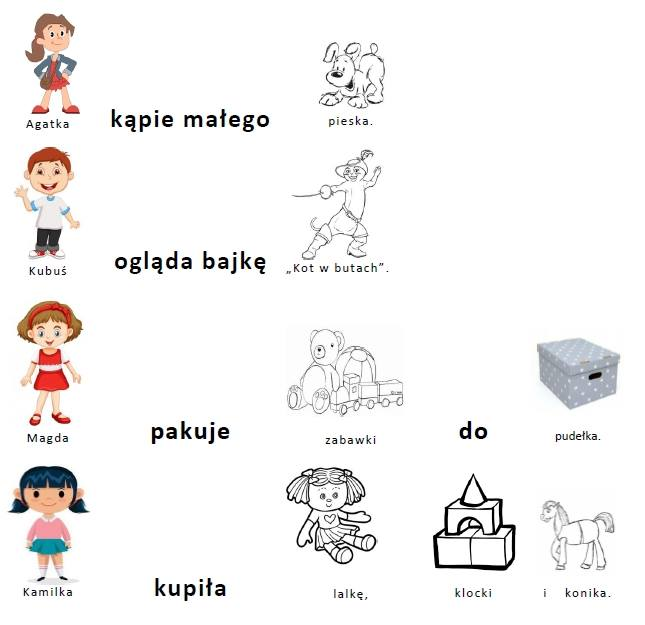 Agatka kąpie małego pieska.
Kubuś ogląda bajkę „Kot w butach”.
Magda pakuje zabawki do pudełka.
Kamilka kupiła lalkę, klocki i konika.